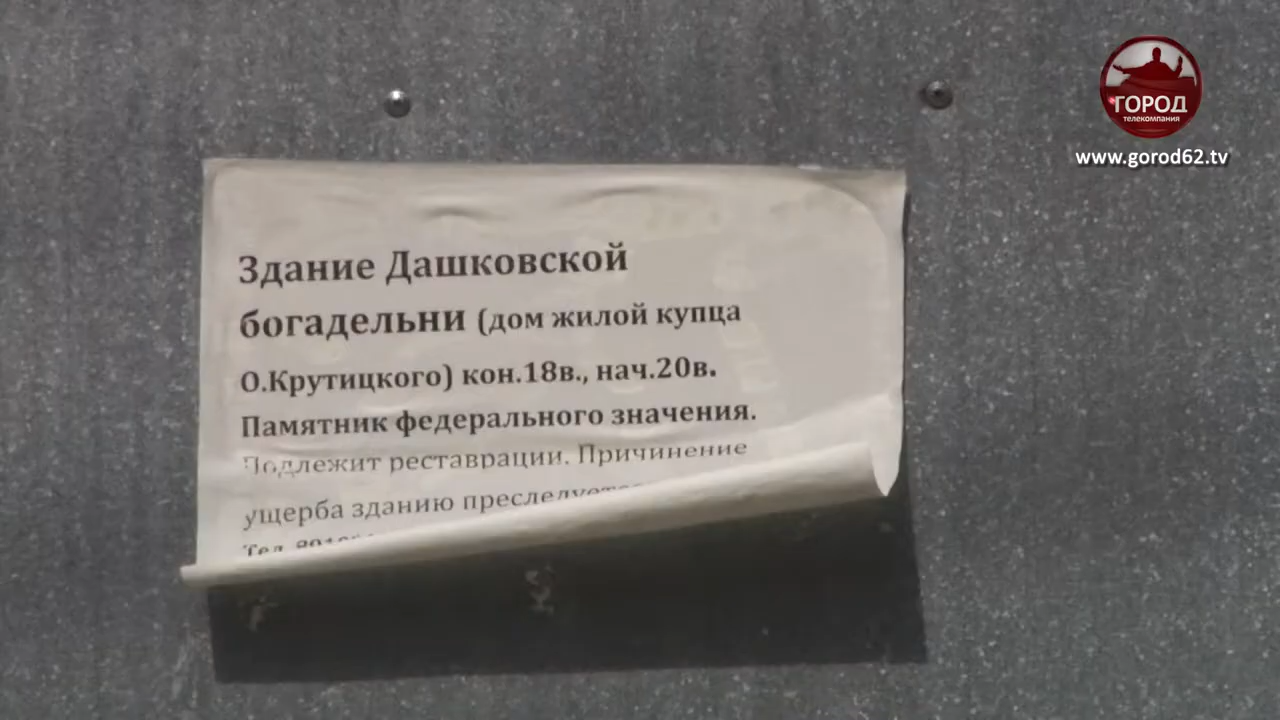 ГОРОД
телекомпания
www.gorod62.tv
Здание Дашковской
богадельни (дом жилой купца
О.Крутицкого) кон.18в., нач.20в.
Памятник федерального значения.
Подлежит реставрации. Причинение
ущерба зданию
Тел.